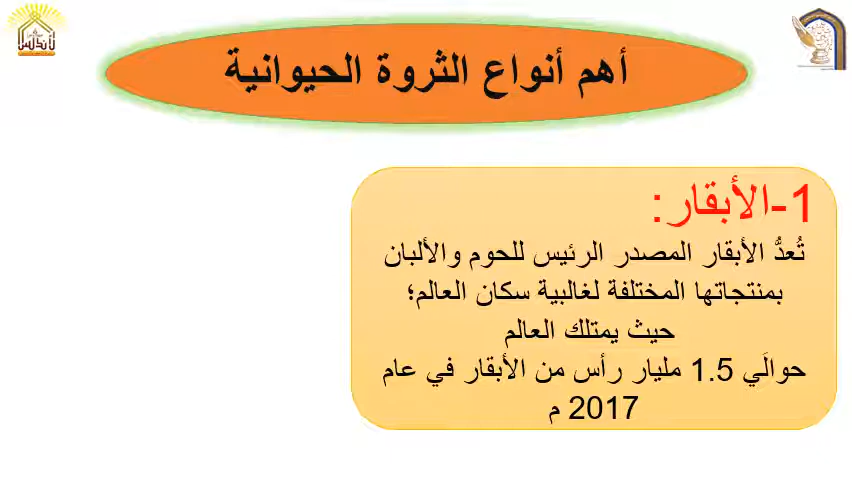 الأندلس
أهم أنواع الثروة الحيوانية
1-الأبقار:
تُعدُّ الأبقار المصدر الرئيس للحوم والألبان
بمنتجاتها المختلفة لغالبية سكان العالم؛
حيث يمتلك العالم
حوالَي 1.5 مليار رأس من الأبقار في عام
2017 م